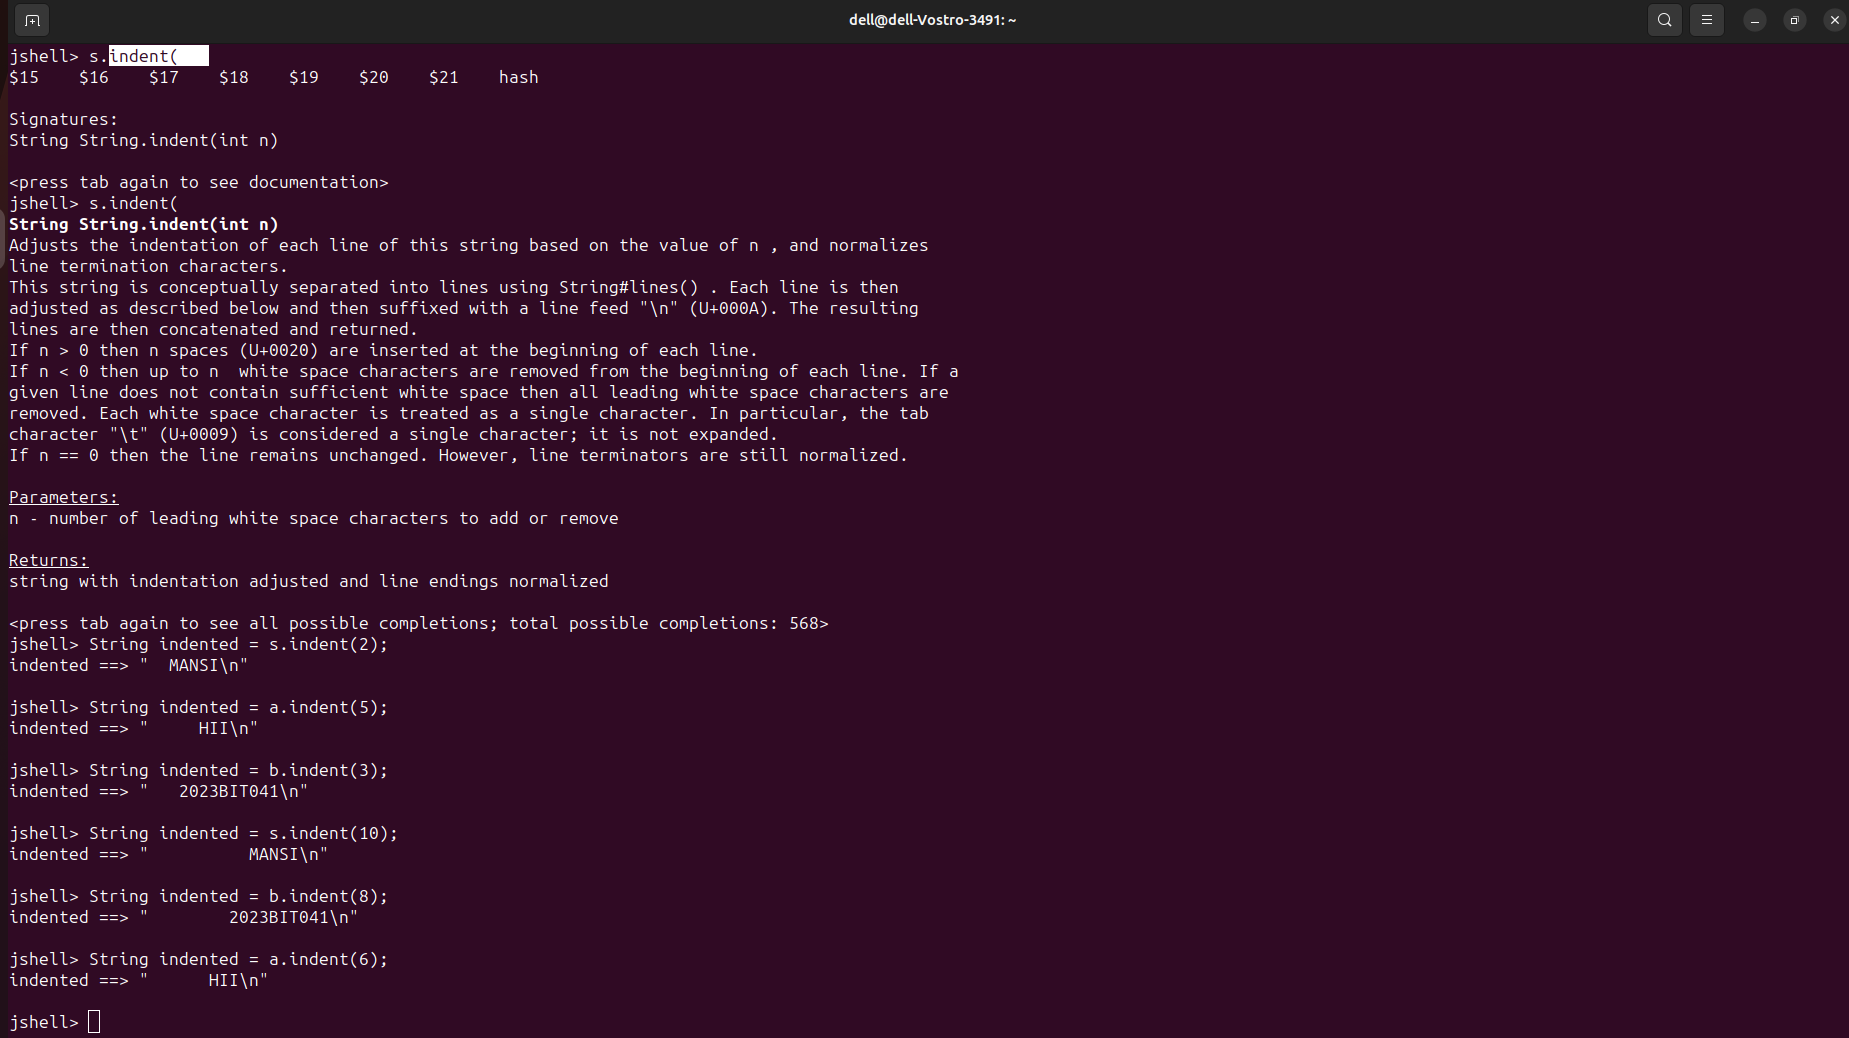 dell@dell-Vostro-3491: ~
jshell> s.indent(
$15    $16    $17    $18    $19    $20    $21    hash
Signatures:
String String.indent(int n)
<press tab again to see documentation>
jshell> s.indent(
String String.indent(int n)
Adjusts the indentation of each line of this string based on the value of n , and normalizes
line termination characters.
This string is conceptually separated into lines using String#lines() . Each line is then
adjusted as described below and then suffixed with a line feed "\n" (U+000A). The resulting
lines are then concatenated and returned.
If n > 0 then n spaces (U+0020) are inserted at the beginning of each line.
If n < 0 then up to n  white space characters are removed from the beginning of each line. If a
given line does not contain sufficient white space then all leading white space characters are
removed. Each white space character is treated as a single character. In particular, the tab
character "\t" (U+0009) is considered a single character; it is not expanded.
If n == 0 then the line remains unchanged. However, line terminators are still normalized.
Parameters:
n - number of leading white space characters to add or remove
Returns:
string with indentation adjusted and line endings normalized
<press tab again to see all possible completions; total possible completions: 568>
jshell> String indented = s.indent(2);
indented ==> "  MANSI\n"
jshell> String indented = a.indent(5);
indented ==> "     HII\n"
jshell> String indented = b.indent(3);
indented ==> "   2023BIT041\n"
jshell> String indented = s.indent(10);
indented ==> "          MANSI\n"
jshell> String indented = b.indent(8);
indented ==> "        2023BIT041\n"
jshell> String indented = a.indent(6);
indented ==> "      HII\n"
jshell>